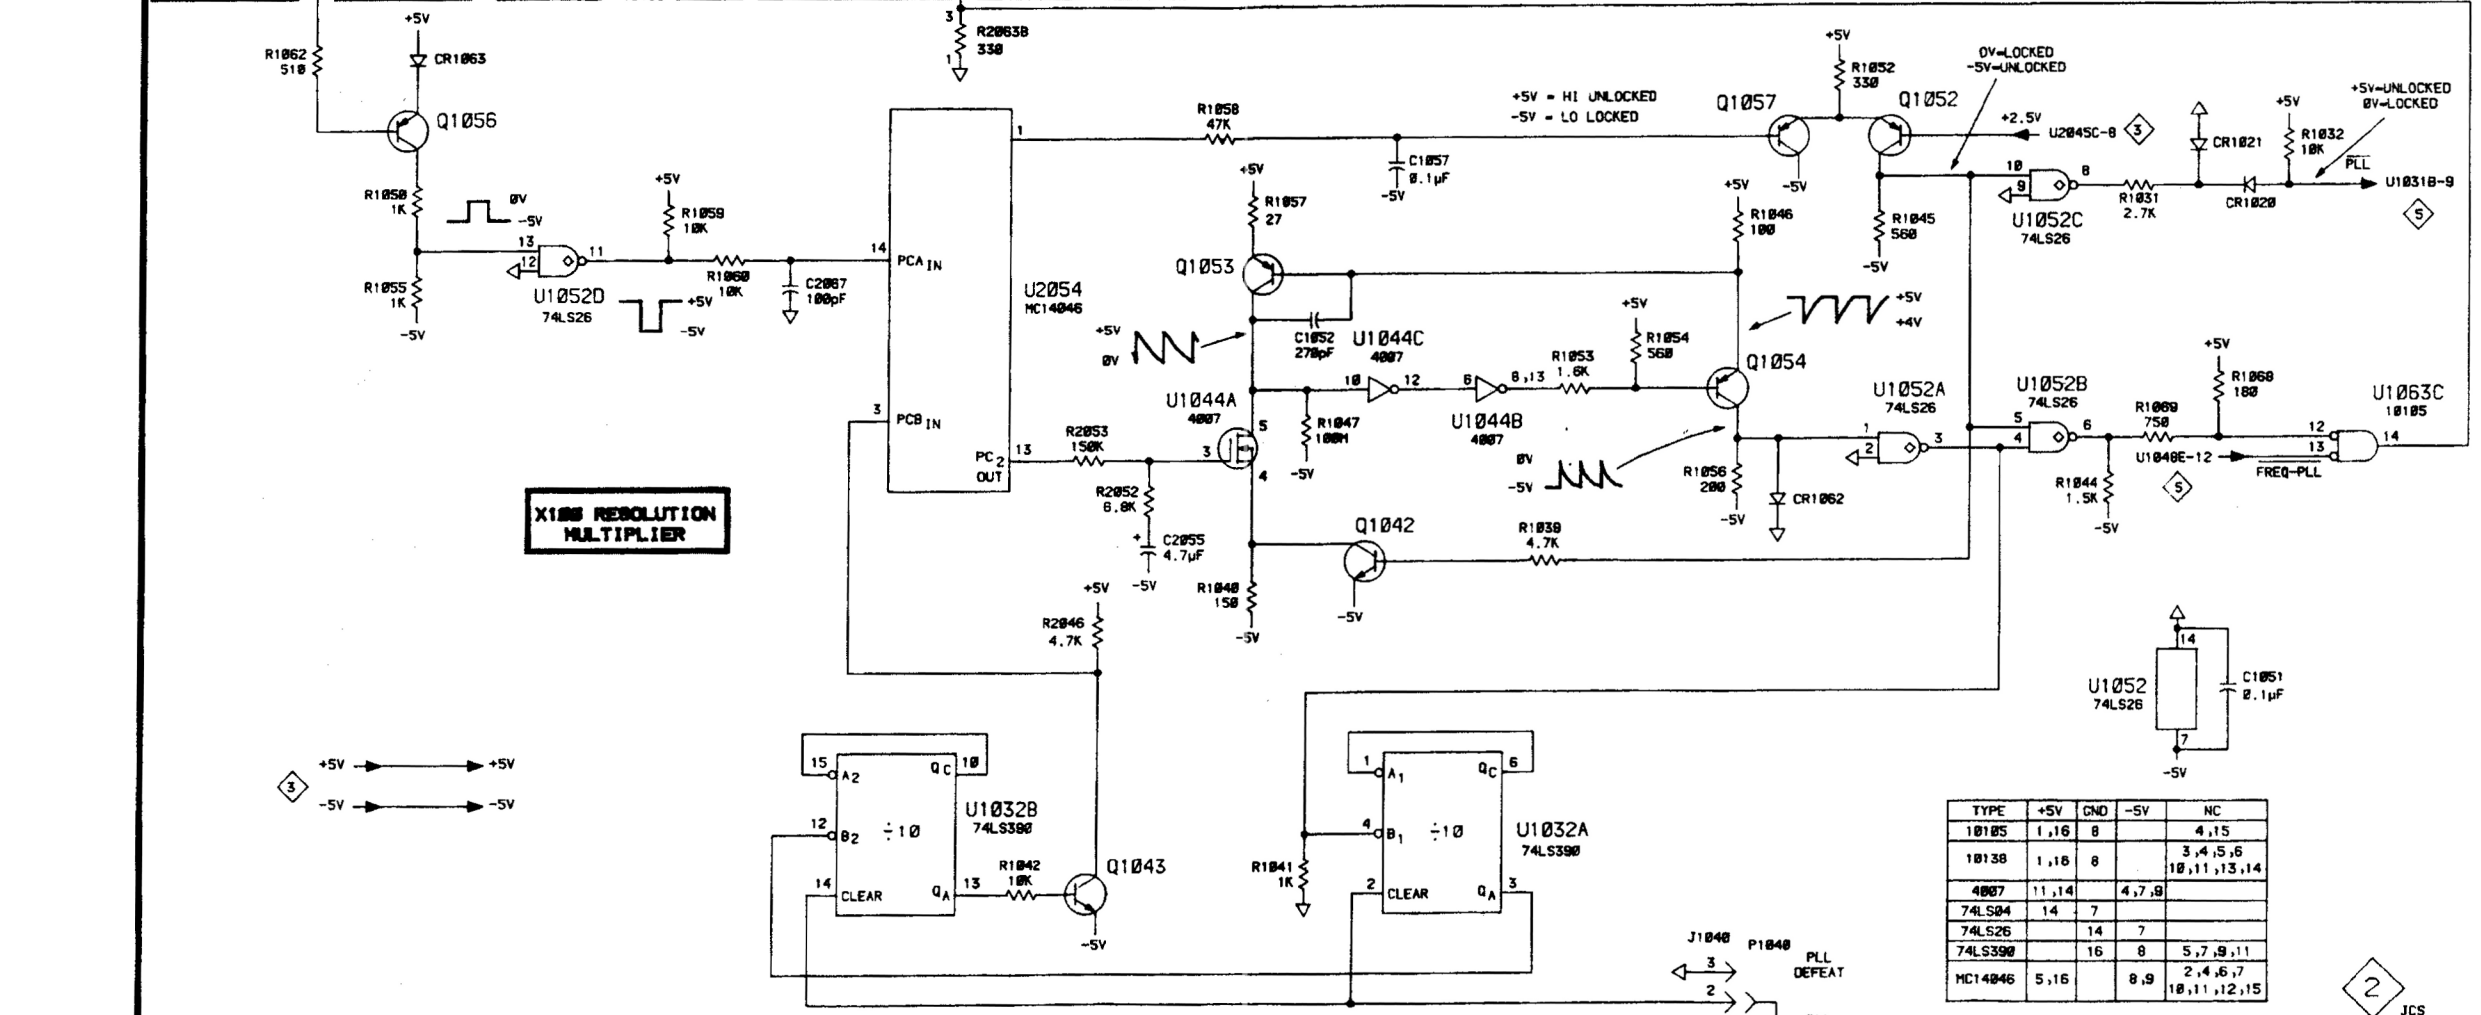 +5V
R1062
510
CR1063
Q1056
R1050
1K
0V
-5V
R1055
1K
-5V
13
12
11
U1052D
74LS26
+5V
R1059
10K
R1060
10K
C2067
100pF
+5V
-5V
3
R2063B
330
1
14
PCA IN
3
PCB IN
1
PC2
OUT
13
U2054
MC14046
R1058
47K
+5V = HI UNLOCKED
-5V = LO LOCKED
C1057
0.1µF
-5V
+5V
R1057
27
Q1053
C1052
270pF
+5V
0V
U1044A
4007
5
3
4
R2053
150K
R2052
6.8K
+
C2055
4.7µF
-5V
R1047
100M
-5V
U1044C
4007
10
12
6
8,13
U1044B
4007
R1053
1.6K
+5V
R1054
560
+5V
R1046
100
Q1054
+5V
+4V
0V
-5V
R1056
200
-5V
CR1062
Q1042
-5V
R1039
4.7K
R1040
150
-5V
Q1057
-5V
+5V
R1052
330
Q1052
R1045
560
-5V
0V=LOCKED
-5V=UNLOCKED
+2.5V
U2045C-8
3
10
9
8
U1052C
74LS26
R1031
2.7K
CR1021
CR1020
+5V
R1032
10K
+5V=UNLOCKED
0V=LOCKED
PLL
U1031B-9
5
U1052A
74LS26
1
2
3
U1052B
74LS26
5
4
6
R1069
750
R1044
1.5K
-5V
+5V
R1068
180
U1063C
10105
12
13
14
U1040E-12
FREQ-PLL
5
X100 RESOLUTION
MULTIPLIER
+5V
R2046
4.7K
3
+5V
+5V
-5V
-5V
15
A2
QC
10
12
B2
÷10
14
CLEAR
QA
13
U1032B
74LS390
R1042
10K
Q1043
-5V
1
A1
QC
6
4
B1
÷10
2
CLEAR
QA
3
U1032A
74LS390
R1041
1K
J1040
P1040
3
2
PLL
DEFEAT
14
U1052
74LS26
7
-5V
C1051
0.1µF
TYPE +5V GND -5V NC
10105 1,16 8 4,15
10138 1,16 8 3,4,5,6
10,11,13,14
4007 11,14 4,7,9
74LS04 14 7
74LS26 14 7
74LS390 16 8 5,7,9,11
MC14046 5,16 8,9 2,4,6,7
10,11,12,15
2
JCS